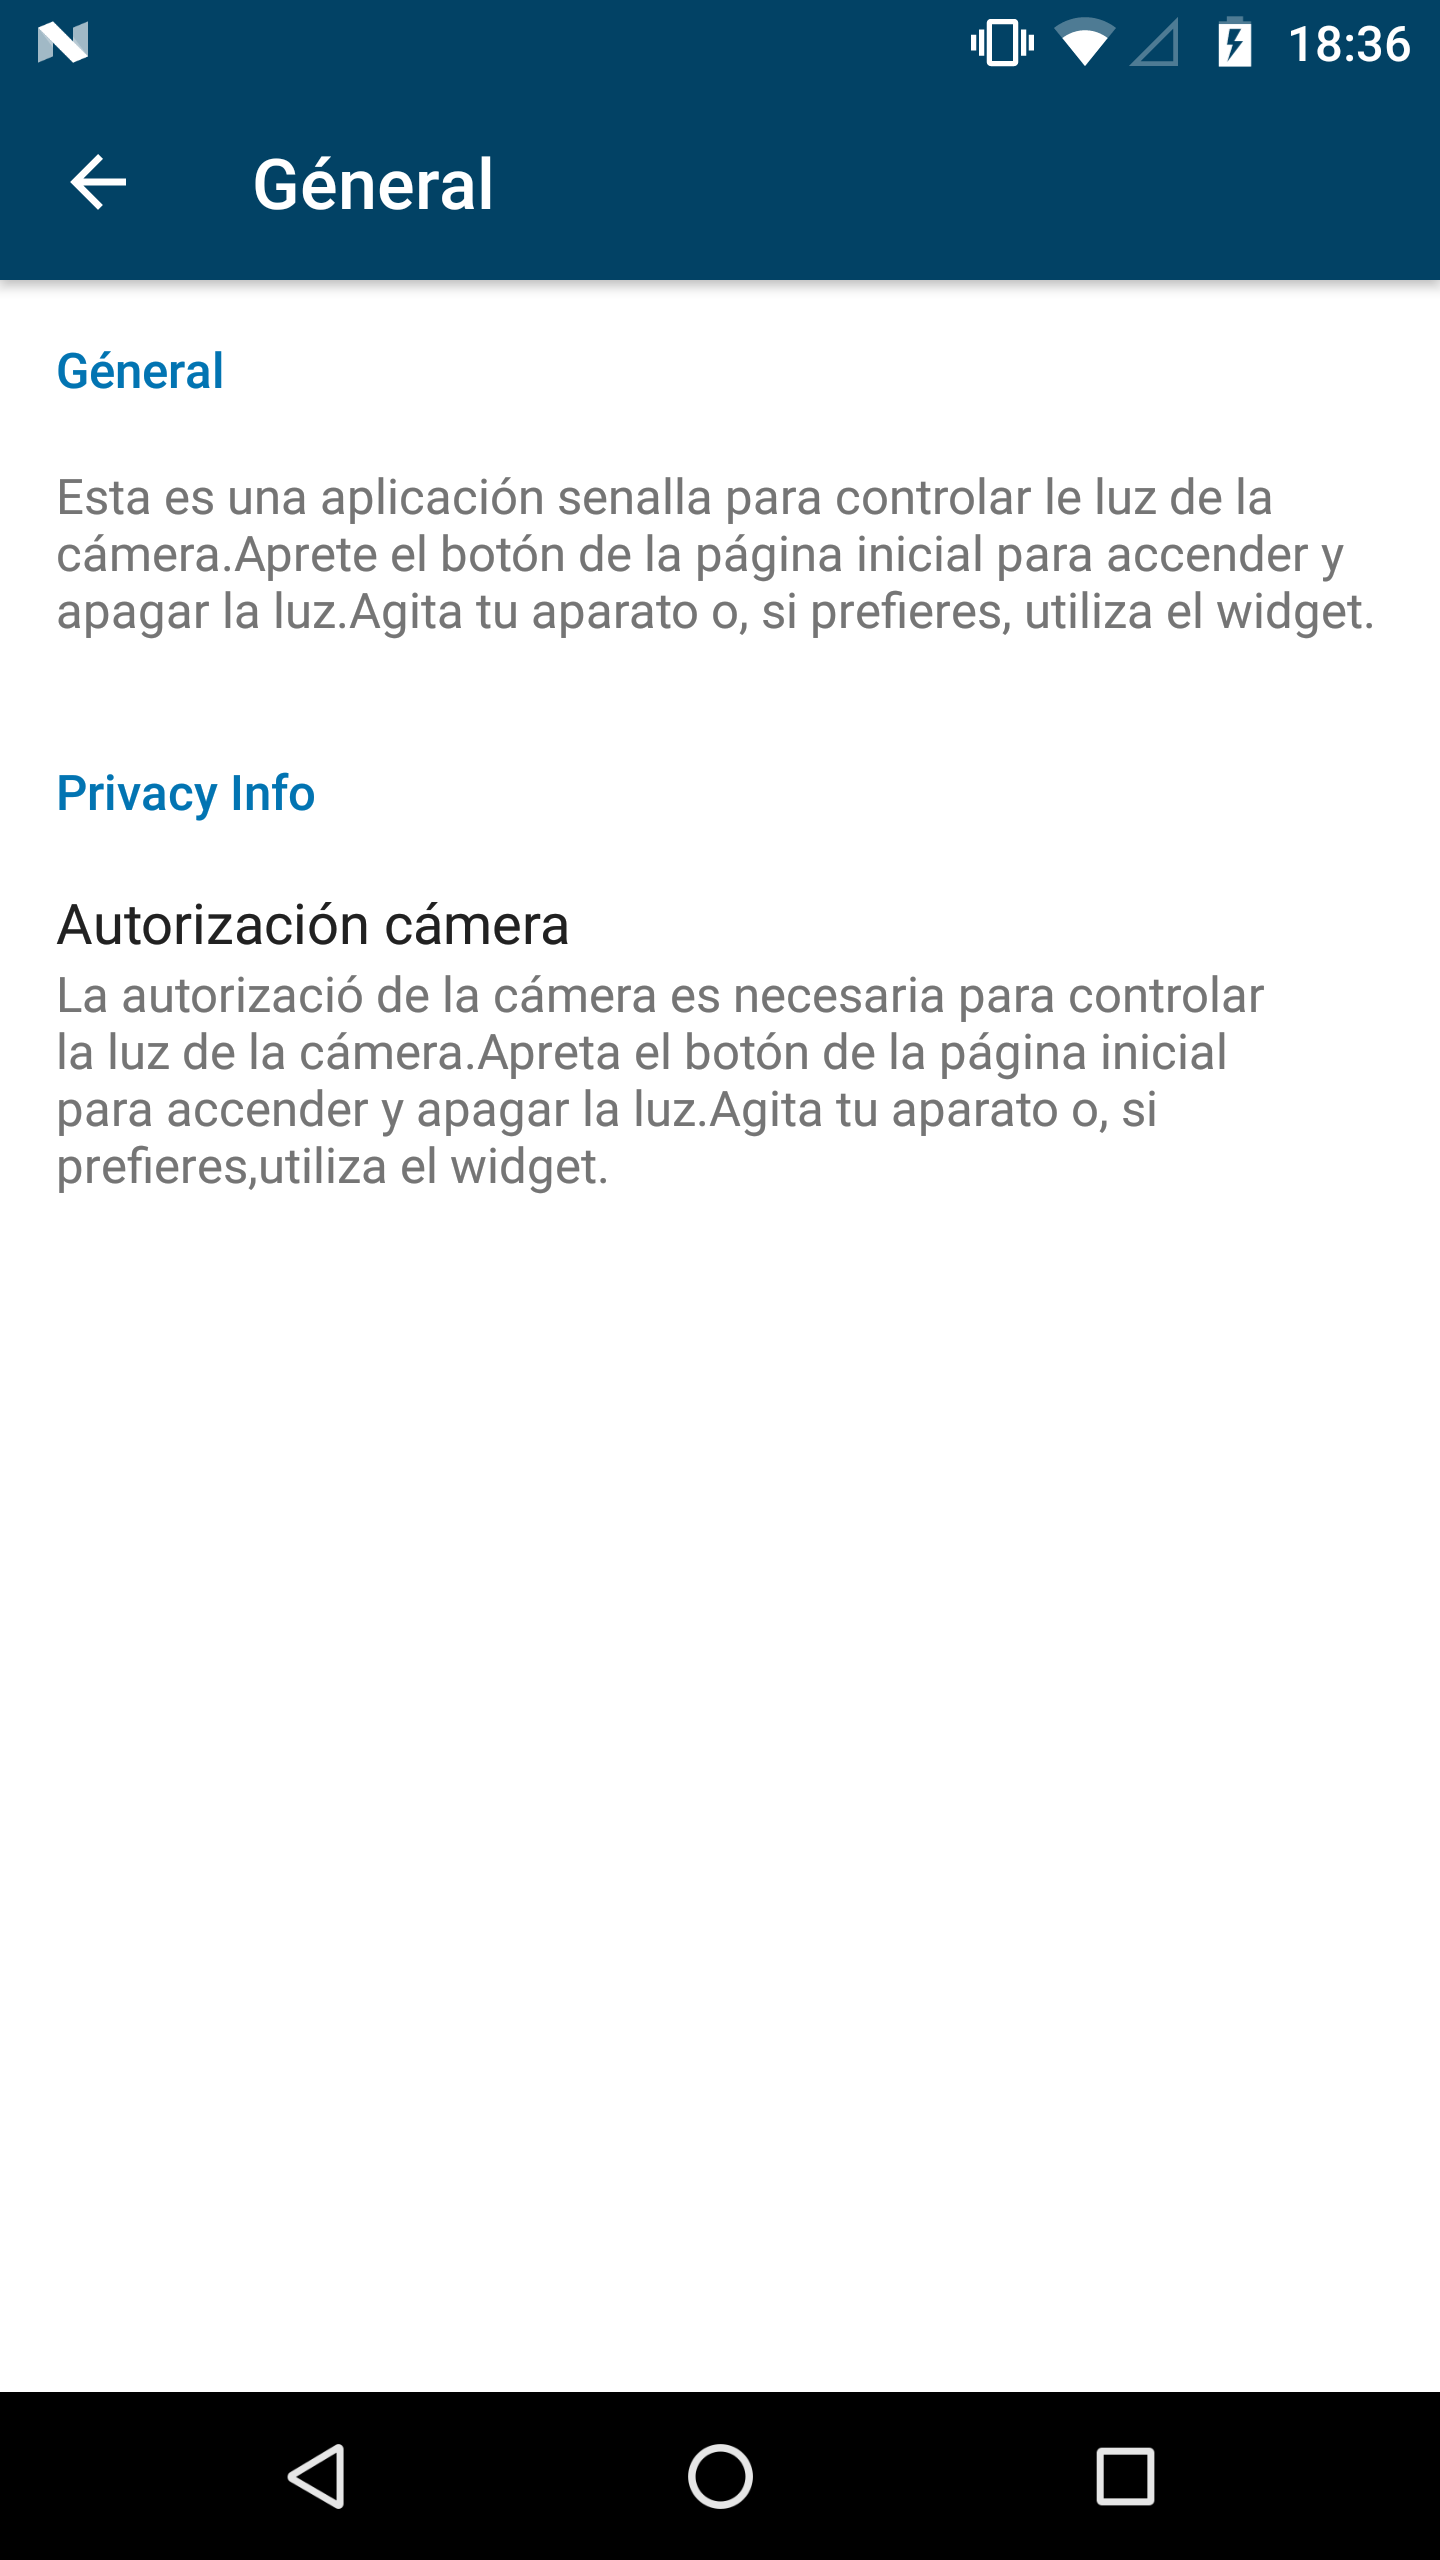 18:36
Géneral
Géneral
Esta es una aplicación senalla para controlar le luz de la
cámera.Aprete el botón de la página inicial para accender y
apagar la luz.Agita tu aparato o, si prefieres, utiliza el widget.
Privacy Info
Autorización cámera
La autorizació de la cámera es necesaria para controlar
la luz de la cámera.Apreta el botón de la página inicial
para accender y apagar la luz.Agita tu aparato o, si
prefieres,utiliza el widget.